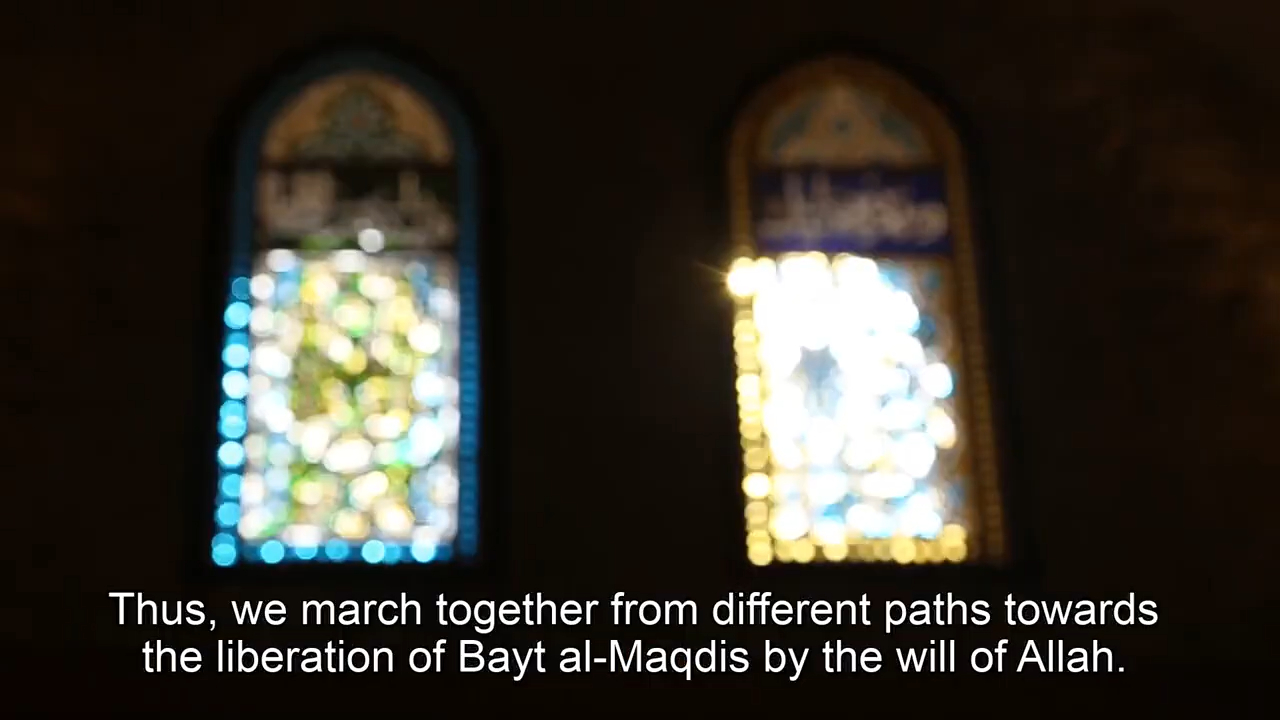 Thus, we march together from different paths towards
the liberation of Bayt al-Maqdis by the will of Allah.